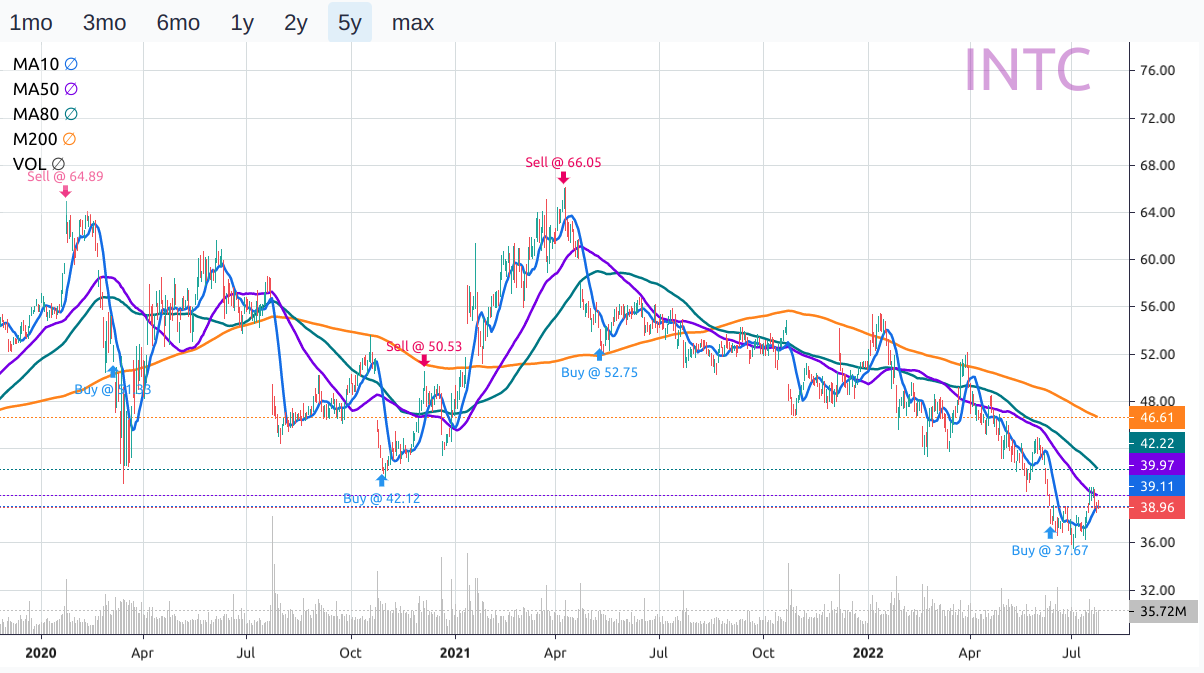 1mo 3mo 6mo 1y 2y 5y max
INTC
MA10 ∅
MA50 ∅
MA80 ∅
M200 ∅
VOL ∅
Sell @ 64.89
Sell @ 66.05
Sell @ 50.53
Buy @ 52.75
Buy @ 42.12
Buy @ 37.67
76.00
72.00
68.00
64.00
60.00
56.00
52.00
48.00
46.61
42.22
39.97
39.11
38.96
36.00
32.00
35.72M
2020 Apr Jul Oct 2021 Apr Jul Oct 2022 Apr Jul